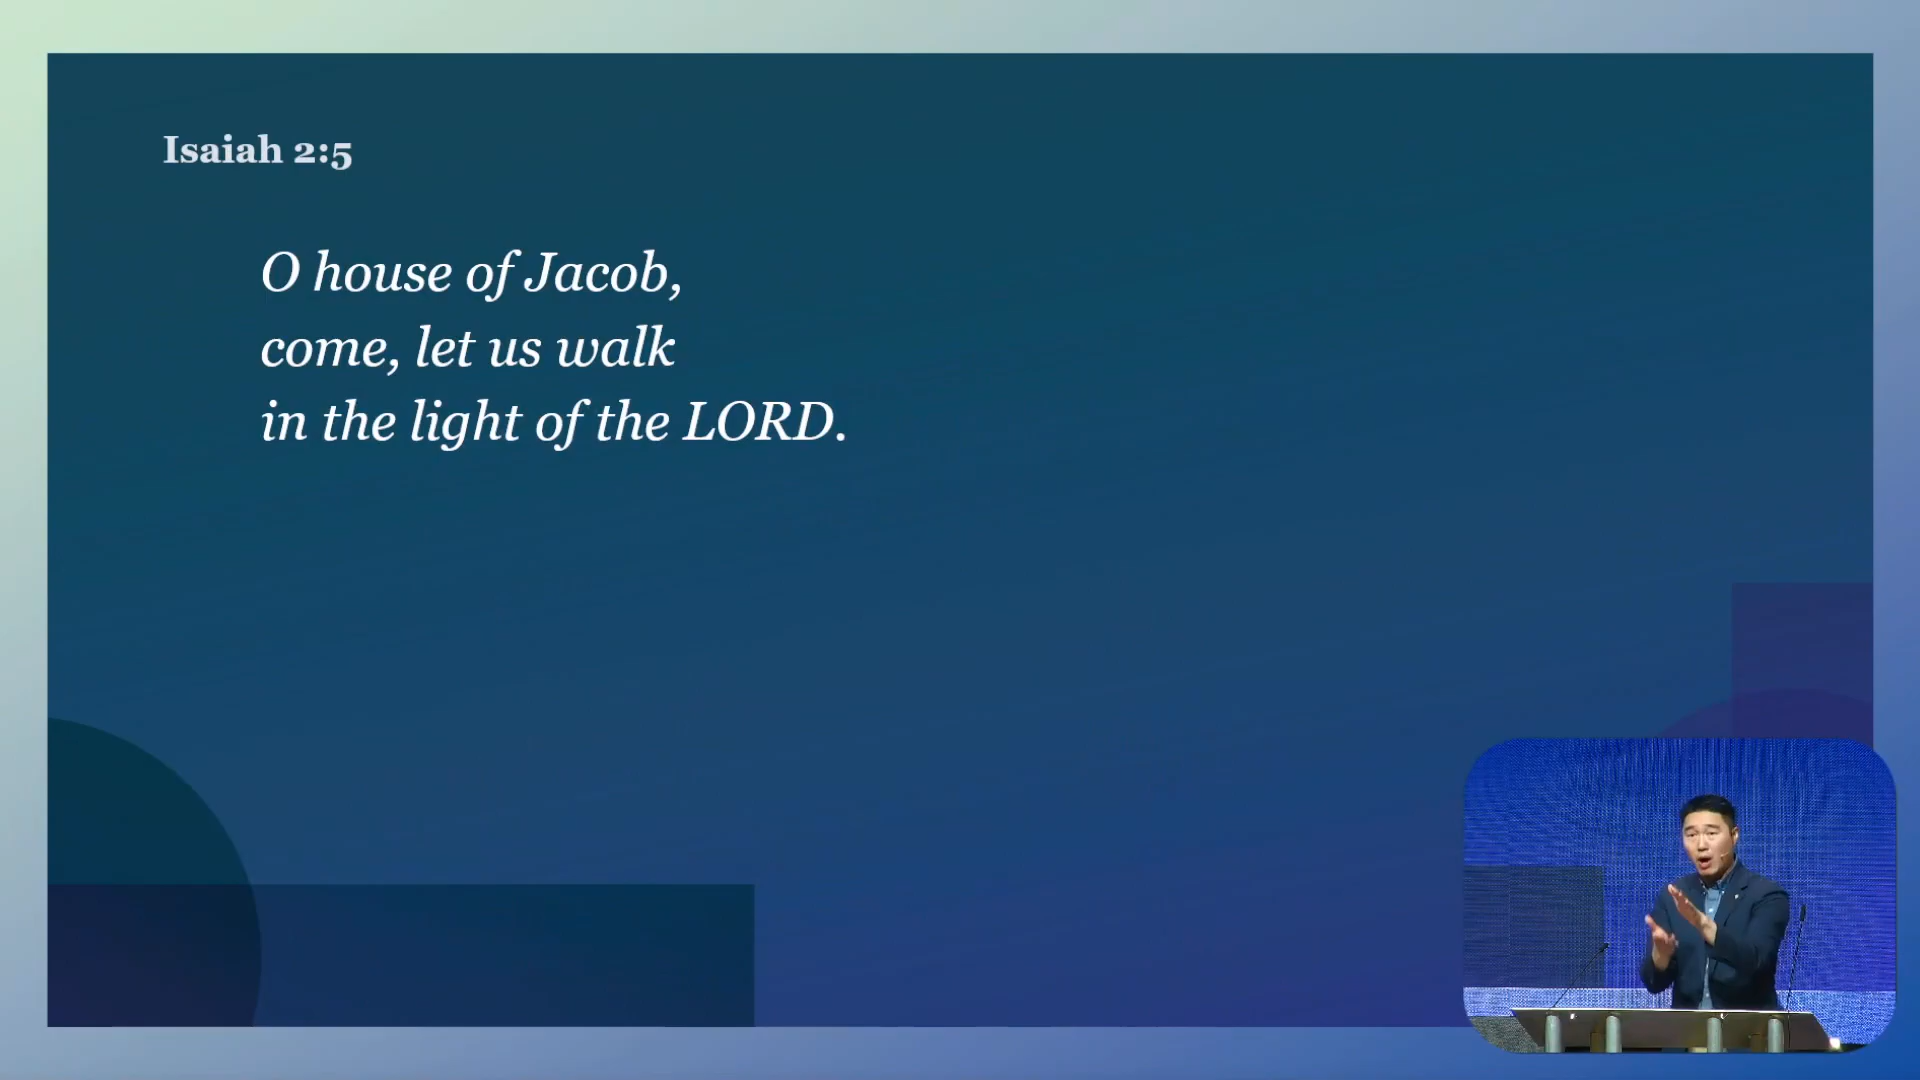 Isaiah 2:5
O house of Jacob,
come, let us walk
in the light of the LORD.